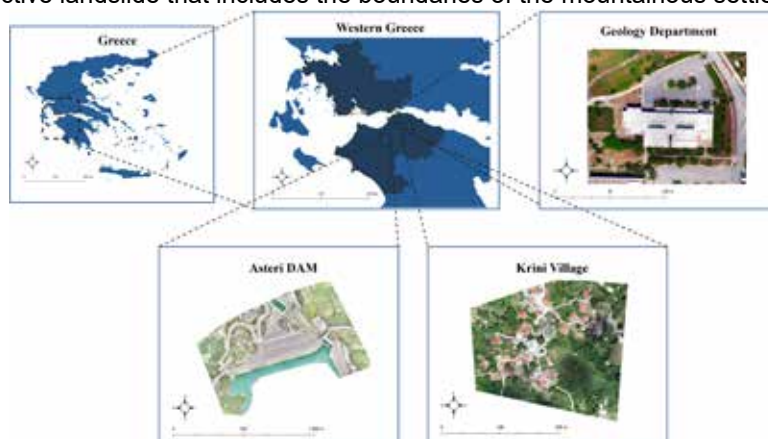 ctive landslide that includes the boundaries of the mountainous settle
Greece
Western Greece
Geology Department
Asteri DAM
Krini Village